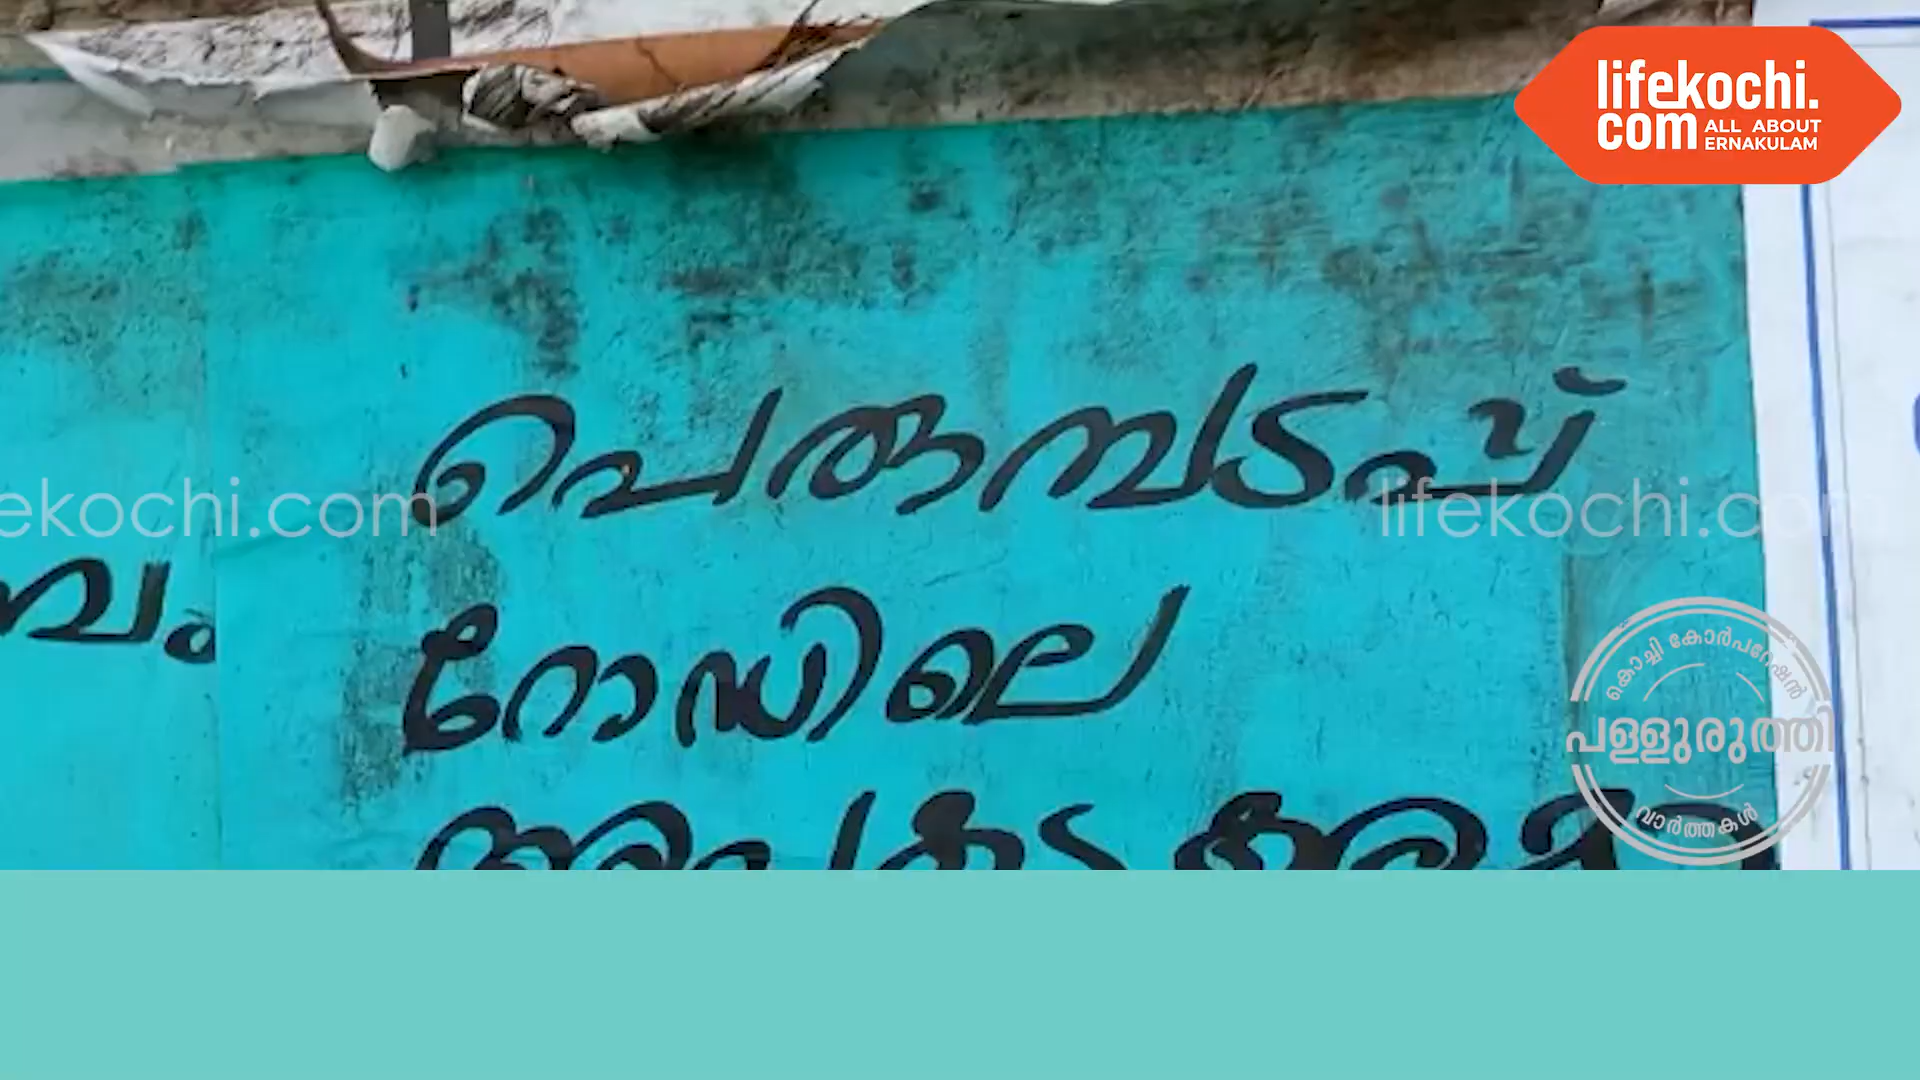 lifekochi.
com ALL ABOUT
ERNAKULAM
പെരുമ്പടപ്പ്
lifekochi.com
റോഡിലെ
കൊച്ചി കോർപറേഷൻ
പള്ളുരുത്തി
വാർത്തകൾ